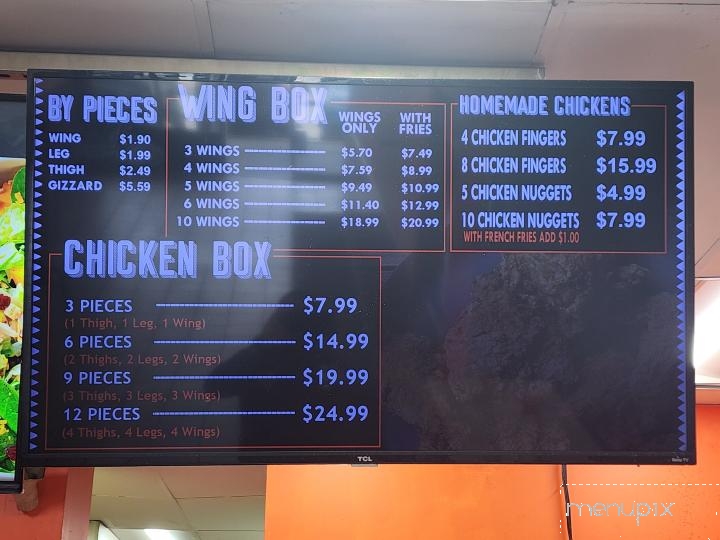 BY PIECES
WING $1.90
LEG $1.99
THIGH $2.49
GIZZARD $5.59
WING BOX
WINGS ONLY WITH FRIES
3 WINGS $5.70 $7.49
4 WINGS $7.59 $8.99
5 WINGS $9.49 $10.99
6 WINGS $11.40 $12.99
10 WINGS $18.99 $20.99
HOMEMADE CHICKENS
4 CHICKEN FINGERS $7.99
8 CHICKEN FINGERS $15.99
5 CHICKEN NUGGETS $4.99
10 CHICKEN NUGGETS $7.99
WITH FRENCH FRIES ADD $1.00
CHICKEN BOX
3 PIECES $7.99
(1 Thigh, 1 Leg, 1 Wing)
6 PIECES $14.99
(2 Thighs, 2 Legs, 2 Wings)
9 PIECES $19.99
(3 Thighs, 3 Legs, 3 Wings)
12 PIECES $24.99
(4 Thighs, 4 Legs, 4 Wings)
TCL
Roku TV
menupix